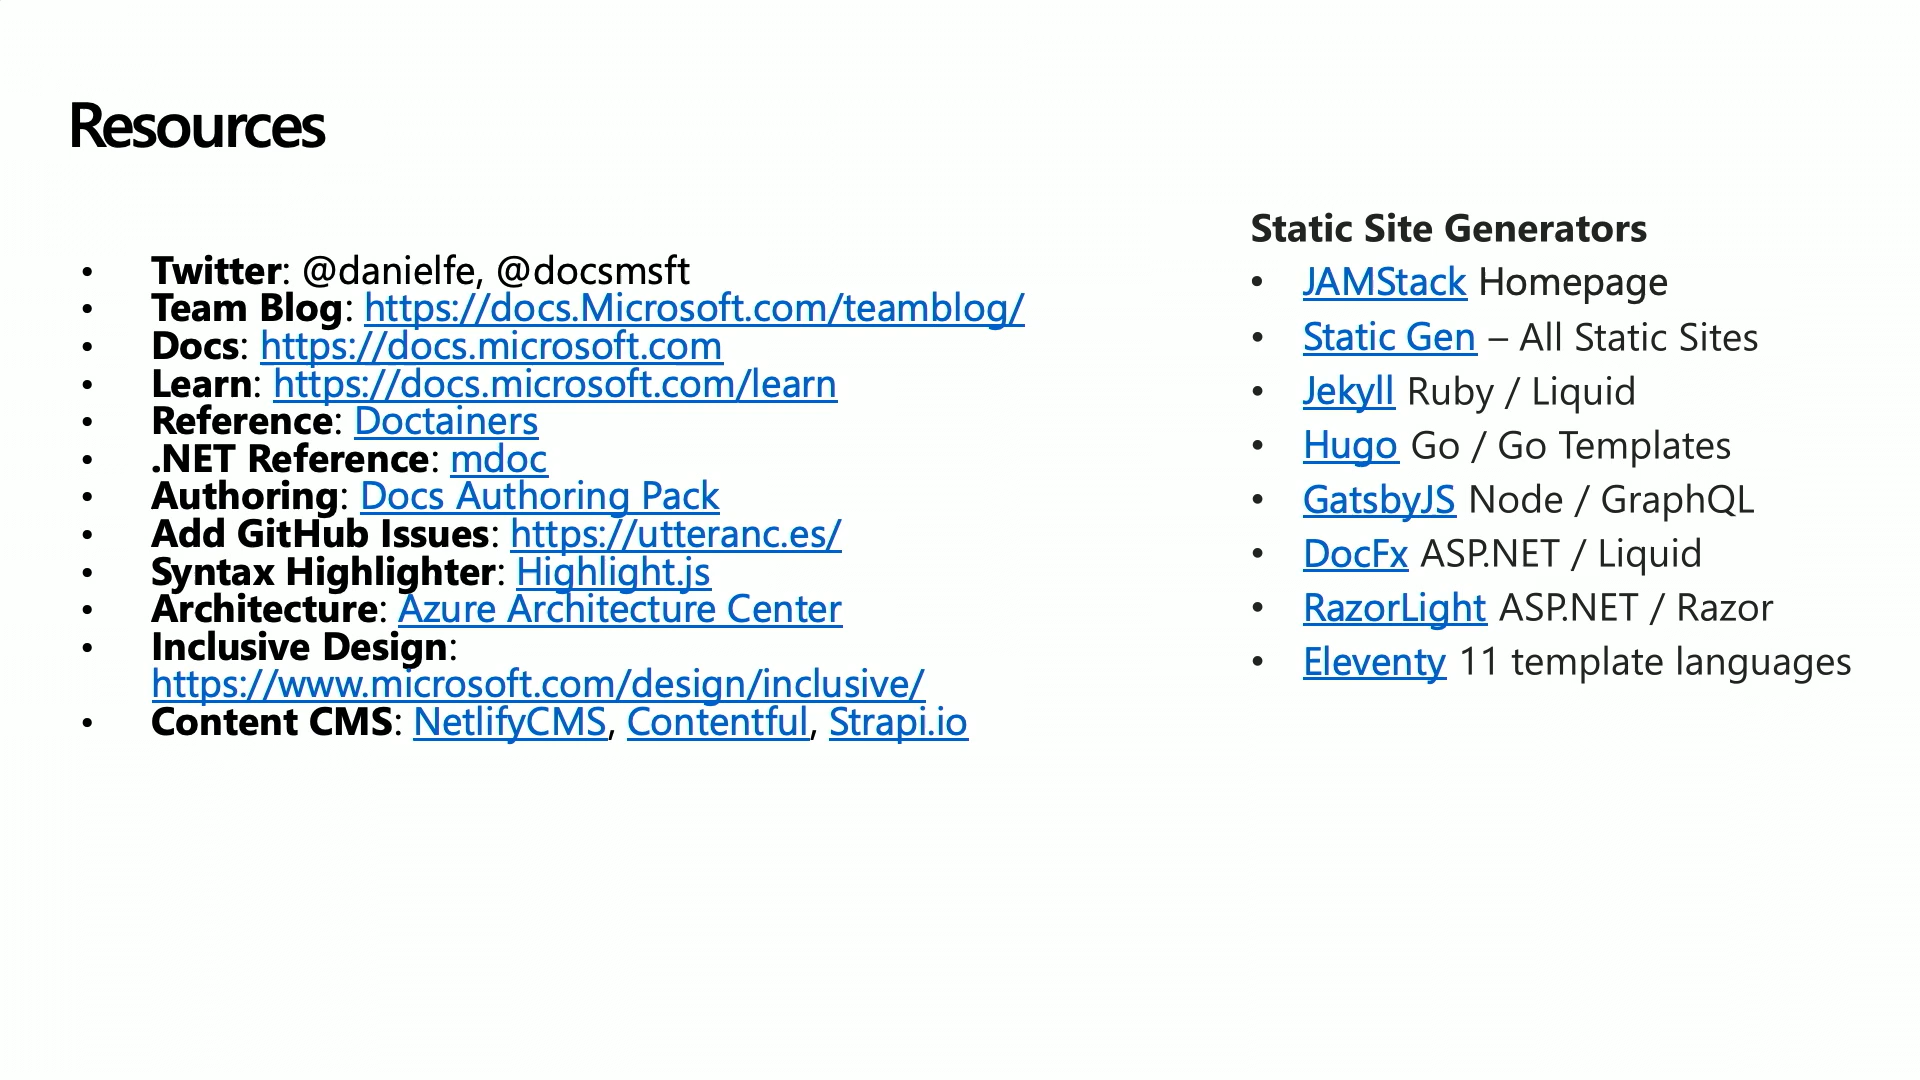 Resources
• Twitter: @danielfe, @docsmsft
• Team Blog: https://docs.Microsoft.com/teamblog/
• Docs: https://docs.microsoft.com
• Learn: https://docs.microsoft.com/learn
• Reference: Doctainers
• .NET Reference: mdoc
• Authoring: Docs Authoring Pack
• Add GitHub Issues: https://utteranc.es/
• Syntax Highlighter: Highlight.js
• Architecture: Azure Architecture Center
• Inclusive Design:
https://www.microsoft.com/design/inclusive/
• Content CMS: NetlifyCMS, Contentful, Strapi.io
Static Site Generators
• JAMStack Homepage
• Static Gen – All Static Sites
• Jekyll Ruby / Liquid
• Hugo Go / Go Templates
• GatsbyJS Node / GraphQL
• DocFx ASP.NET / Liquid
• RazorLight ASP.NET / Razor
• Eleventy 11 template languages